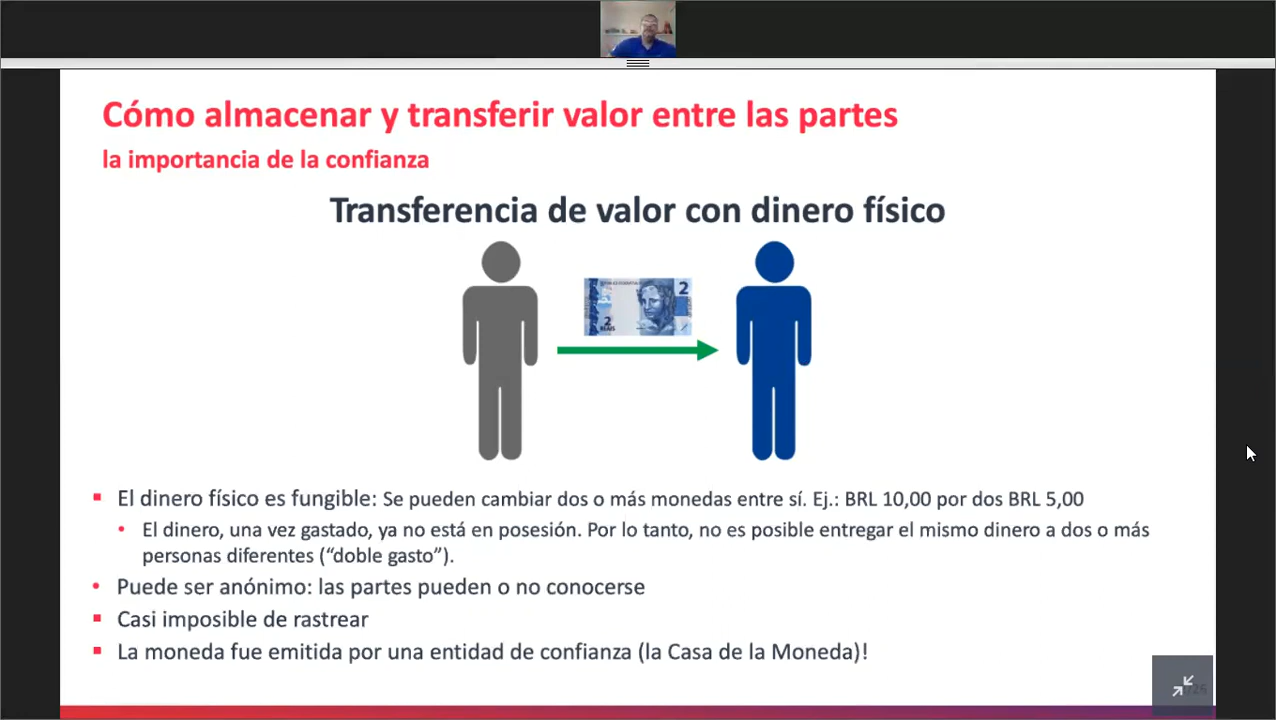 Cómo almacenar y transferir valor entre las partes
la importancia de la confianza
Transferencia de valor con dinero físico
2
2
REAIS
El dinero físico es fungible: Se pueden cambiar dos o más monedas entre sí. Ej.: BRL 10,00 por dos BRL 5,00
El dinero, una vez gastado, ya no está en posesión. Por lo tanto, no es posible entregar el mismo dinero a dos o más
personas diferentes (“doble gasto”).
Puede ser anónimo: las partes pueden o no conocerse
Casi imposible de rastrear
La moneda fue emitida por una entidad de confianza (la Casa de la Moneda)!